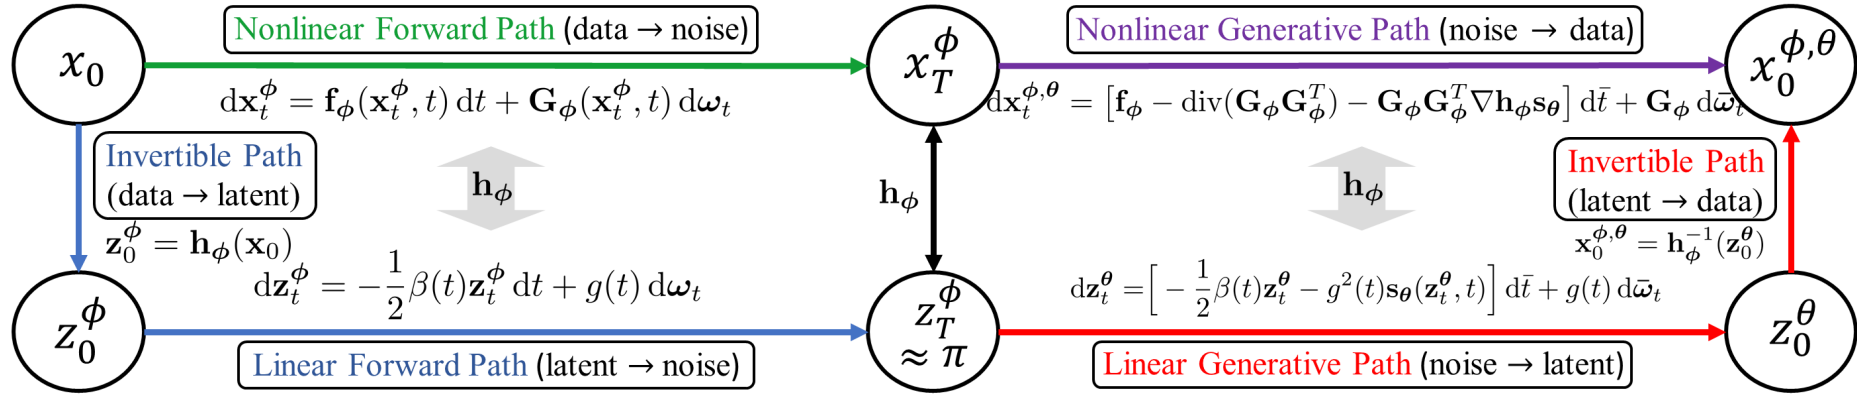 x_0
Nonlinear Forward Path (data → noise)
x_T^ϕ
Nonlinear Generative Path (noise → data)
x_0^{ϕ,θ}
dx_t^ϕ = f_ϕ(x_t^ϕ, t) dt + G_ϕ(x_t^ϕ, t) dω_t
dx_t^{ϕ,θ} = [f_ϕ − div(G_ϕ G_ϕ^T) − G_ϕ G_ϕ^T ∇h_ϕ s_θ] dt̄ + G_ϕ dω̄_t
Invertible Path
(data → latent)
z_0^ϕ = h_ϕ(x_0)
h_ϕ
h_ϕ
h_ϕ
Invertible Path
(latent → data)
x_0^{ϕ,θ} = h_ϕ^{-1}(z_0^θ)
dz_t^ϕ = −\frac{1}{2}β(t)z_t^ϕ dt + g(t) dω_t
dz_t^θ = [−\frac{1}{2}β(t)z_t^θ − g^2(t)s_θ(z_t^θ, t)] dt̄ + g(t) dω̄_t
z_0^ϕ
Linear Forward Path (latent → noise)
z_T^ϕ
≈ π
Linear Generative Path (noise → latent)
z_0^θ